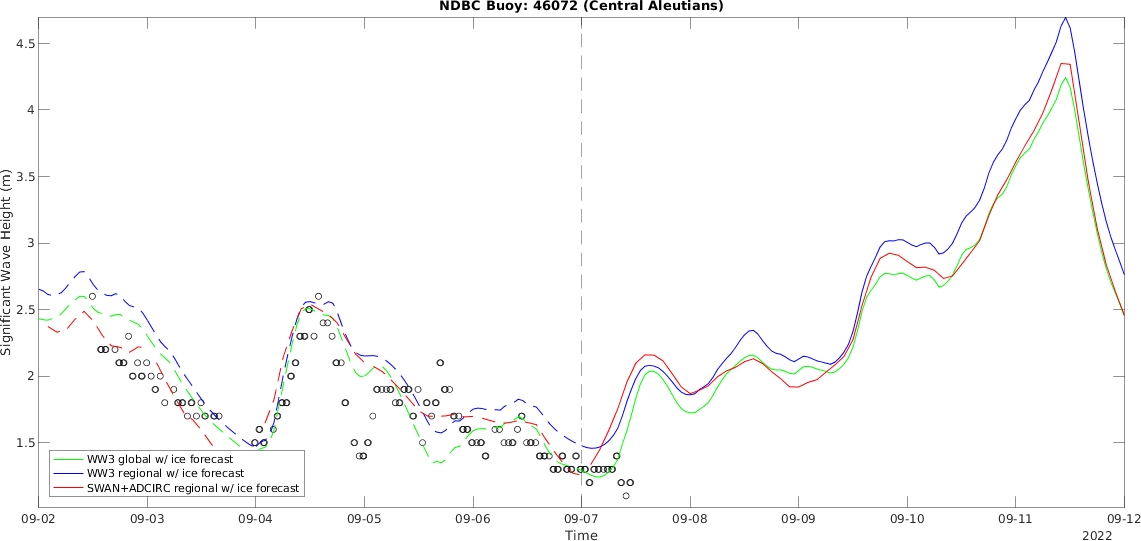 NDBC Buoy: 46072 (Central Aleutians)
Significant Wave Height (m)
4.5
4
3.5
3
2.5
2
1.5
WW3 global w/ ice forecast
WW3 regional w/ ice forecast
SWAN+ADCIRC regional w/ ice forecast
09-02 09-03 09-04 09-05 09-06 09-07 09-08 09-09 09-10 09-11 09-12
Time
2022